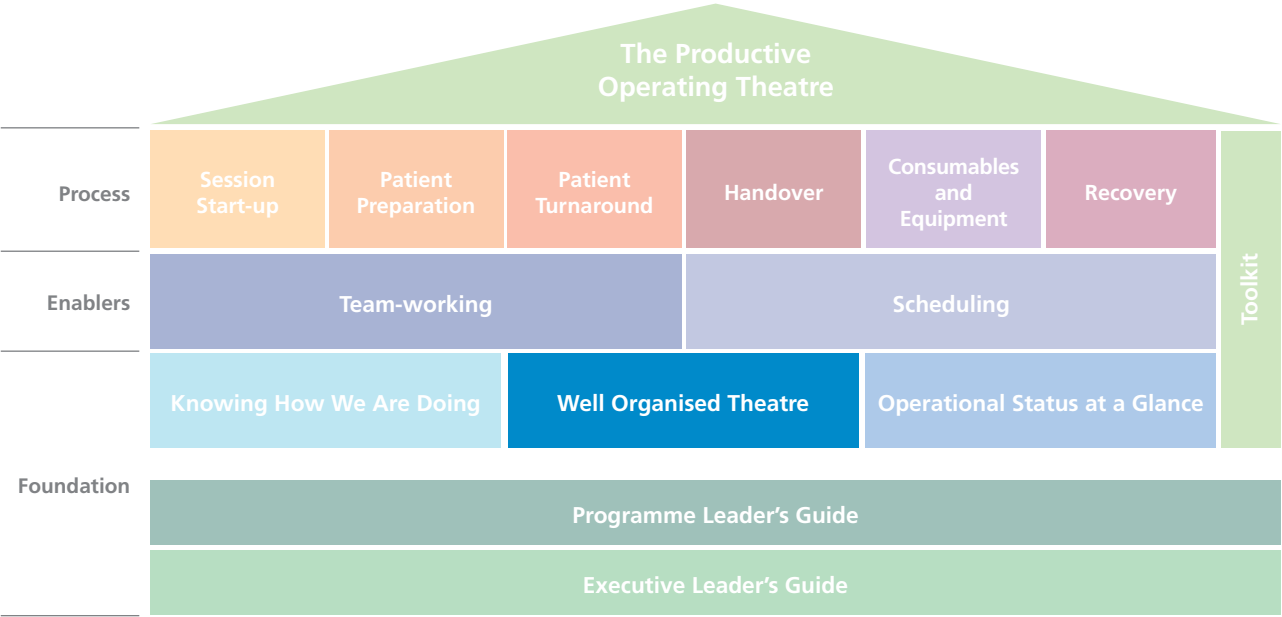 The Productive
Operating Theatre
Process
Session
Start-up
Patient
Preparation
Patient
Turnaround
Handover
Consumables
and
Equipment
Recovery
Toolkit
Enablers
Team-working
Scheduling
Knowing How We Are Doing
Well Organised Theatre
Operational Status at a Glance
Foundation
Programme Leader's Guide
Executive Leader's Guide